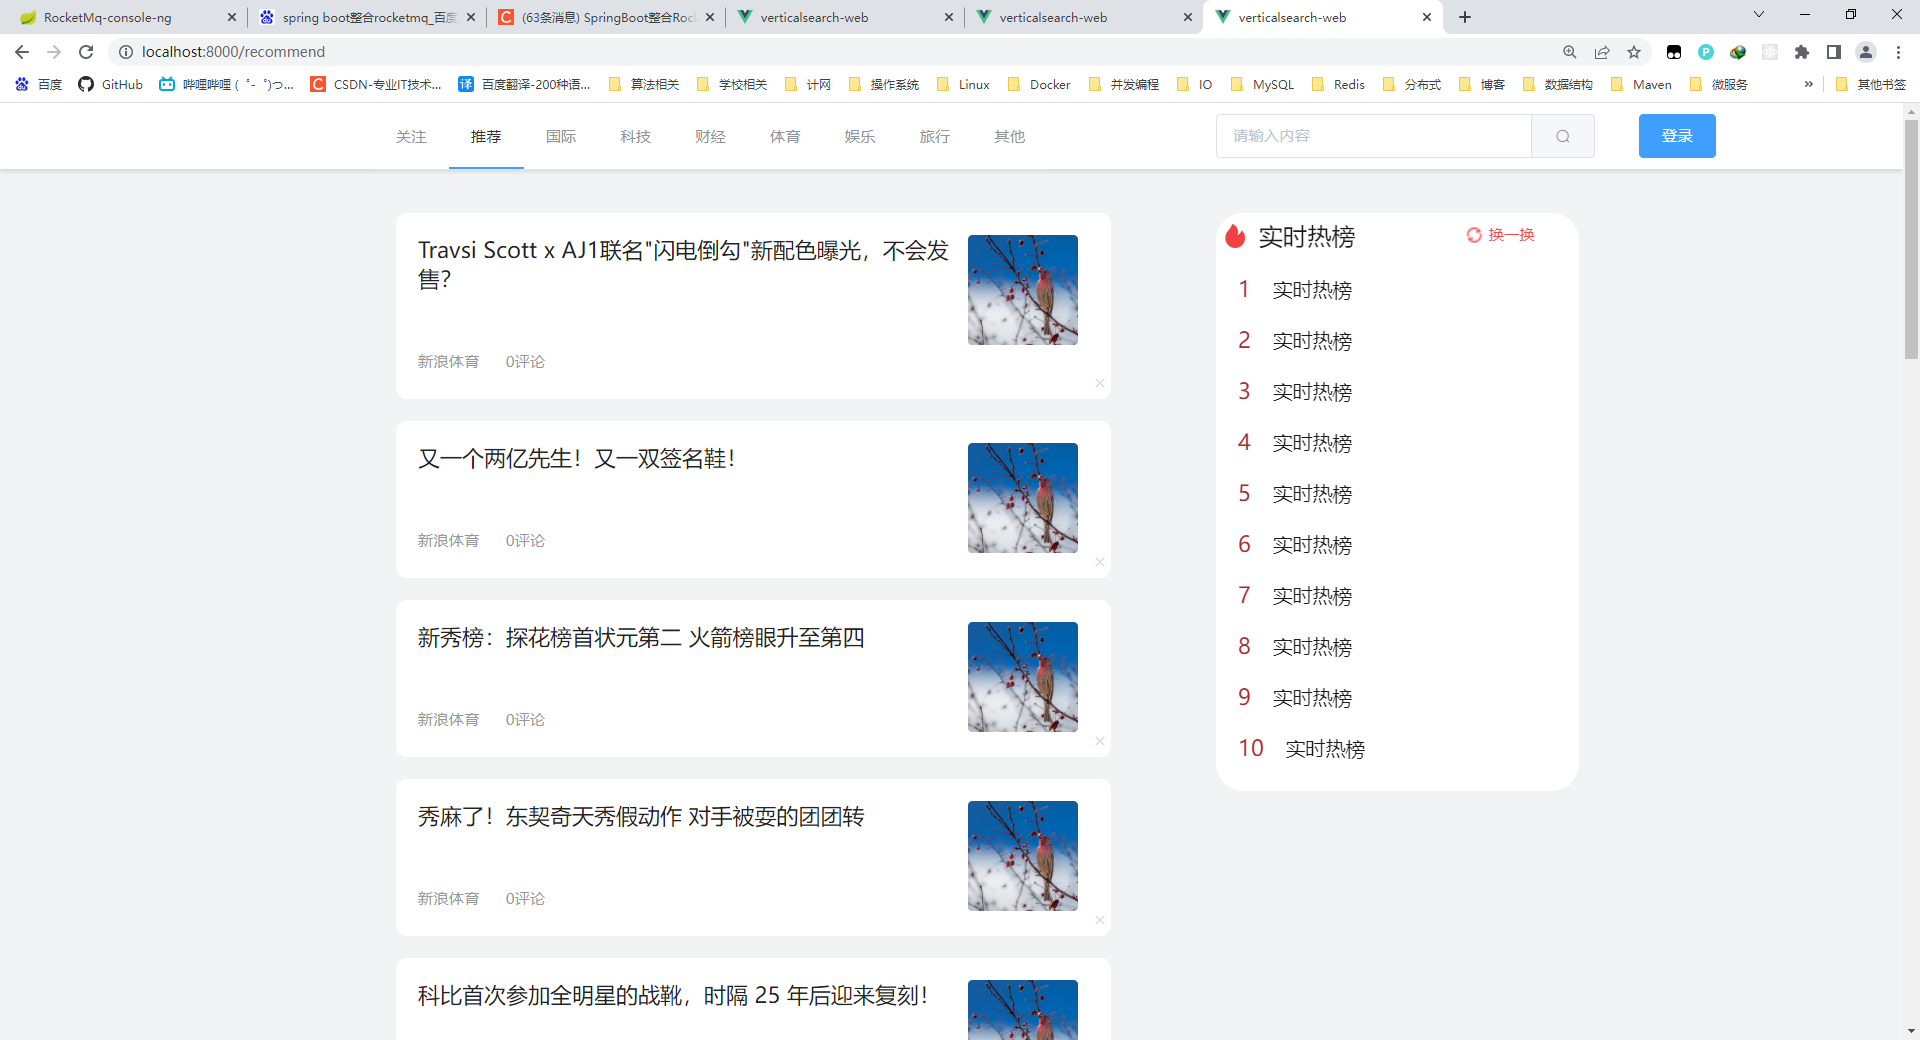 RocketMq-console-ng
spring boot整合rocketmq_百度
(63条消息) SpringBoot整合Roc
verticalsearch-web
verticalsearch-web
verticalsearch-web
localhost:8000/recommend
百度
GitHub
哔哩哔哩 ( ゜- ゜)つ...
CSDN-专业IT技术...
百度翻译-200种语...
算法相关
学校相关
计网
操作系统
Linux
Docker
并发编程
IO
MySQL
Redis
分布式
博客
数据结构
Maven
微服务
»
其他书签
关注
推荐
国际
科技
财经
体育
娱乐
旅行
其他
请输入内容
登录
Travsi Scott x AJ1联名"闪电倒勾"新配色曝光，不会发
售？
新浪体育 0评论
又一个两亿先生！又一双签名鞋！
新浪体育 0评论
新秀榜：探花榜首状元第二 火箭榜眼升至第四
新浪体育 0评论
秀麻了！东契奇天秀假动作 对手被耍的团团转
新浪体育 0评论
科比首次参加全明星的战靴，时隔 25 年后迎来复刻！
实时热榜
换一换
1 实时热榜
2 实时热榜
3 实时热榜
4 实时热榜
5 实时热榜
6 实时热榜
7 实时热榜
8 实时热榜
9 实时热榜
10 实时热榜